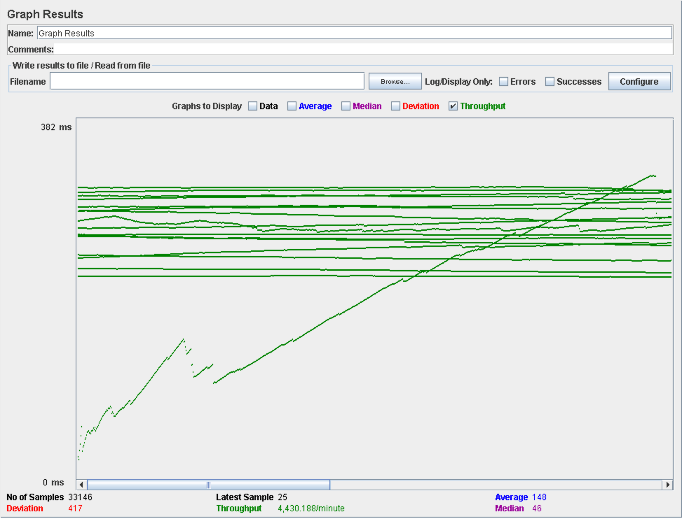 Graph Results
Name: Graph Results
Comments:
Write results to file / Read from file
Filename Browse... Log/Display Only: Errors Successes Configure
Graphs to Display Data Average Median Deviation Throughput
382 ms
0 ms
No of Samples 33146 Latest Sample 25 Average 140
Deviation 417 Throughput 4,430.188/minute Median 46